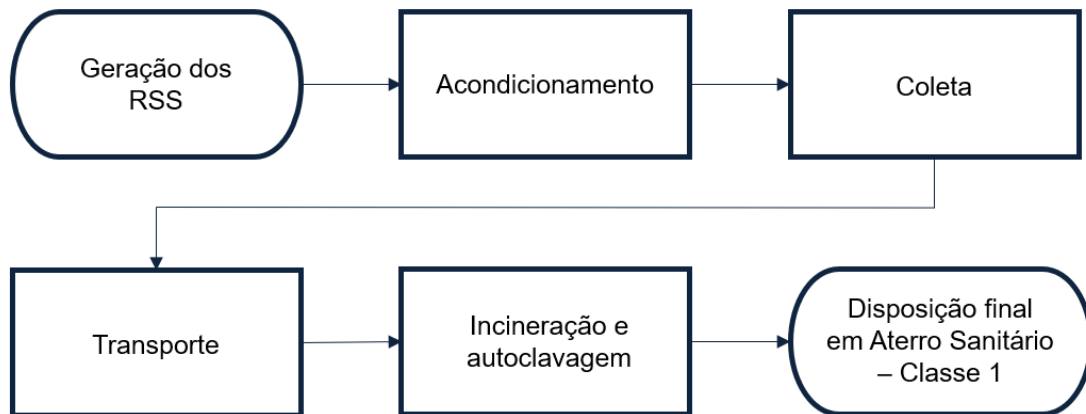 Geração dos
RSS
Acondicionamento
Coleta
Transporte
Incineração e
autoclavagem
Disposição final
em Aterro Sanitário
– Classe 1